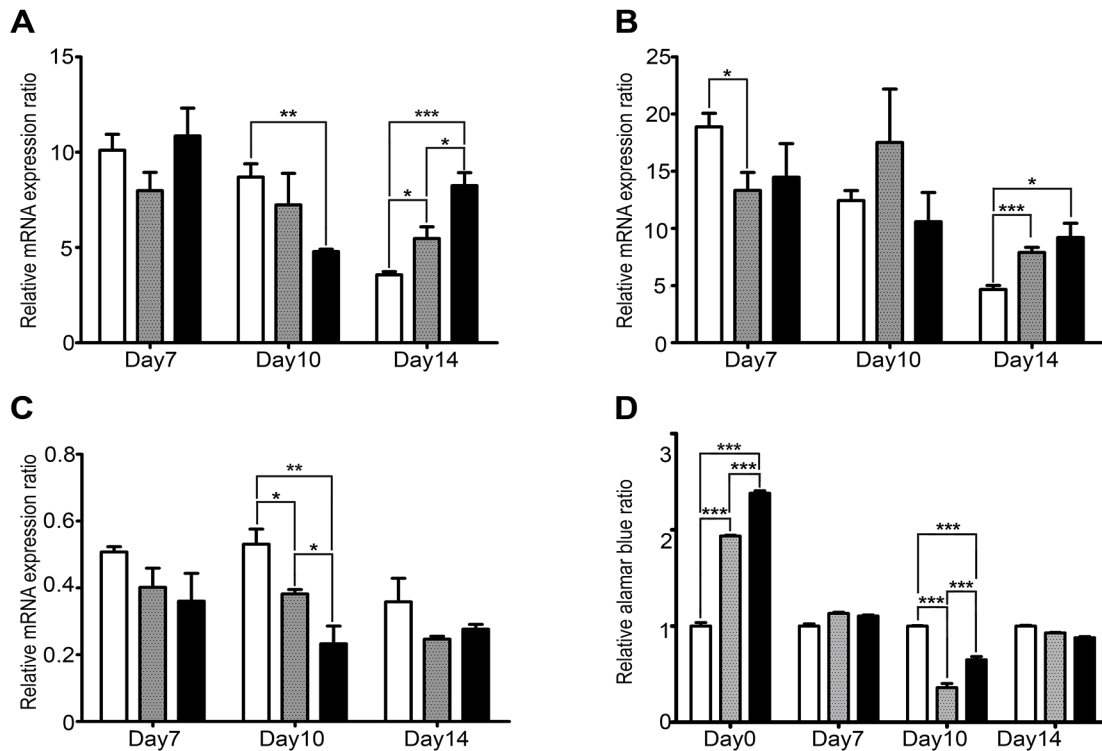 A
Relative mRNA expression ratio
15
10
5
0
**
***
*
*
Day7
Day10
Day14
B
Relative mRNA expression ratio
25
20
15
10
5
0
*
*
***
Day7
Day10
Day14
C
Relative mRNA expression ratio
0.8
0.6
0.4
0.2
0
**
*
*
Day7
Day10
Day14
D
Relative alamar blue ratio
3
2
1
0
***
***
***
***
***
***
Day0
Day7
Day10
Day14